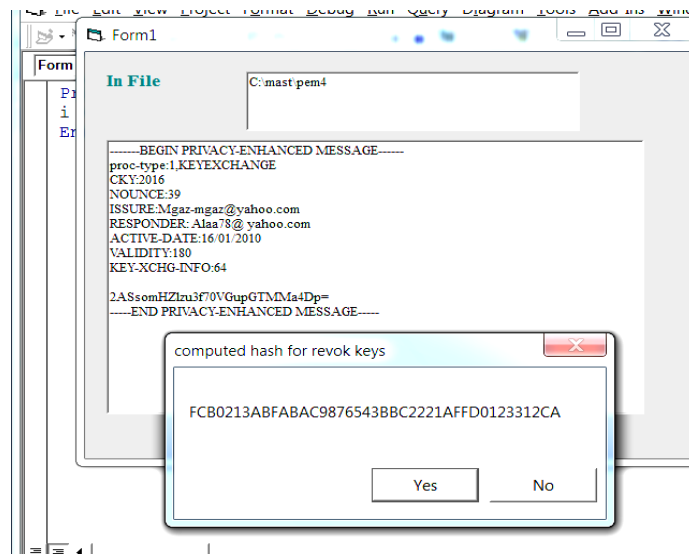 File Edit View Project Format Debug Run Query Diagram Tools Add-Ins
Form1
Form
In File
C:\mast\pem4
-------BEGIN PRIVACY-ENHANCED MESSAGE------
proc-type:1,KEYEXCHANGE
CKY:2016
NOUNCE:39
ISSURE:Mgaz-mgaz@yahoo.com
RESPONDER: Alaa78@ yahoo.com
ACTIVE-DATE:16/01/2010
VALIDITY:180
KEY-XCHG-INFO:64
2ASsomHZlzu3f70VGupGTMMa4Dp=
-----END PRIVACY-ENHANCED MESSAGE-----
computed hash for revok keys
FCB0213ABFABAC9876543BBC2221AFFD0123312CA
Yes
No